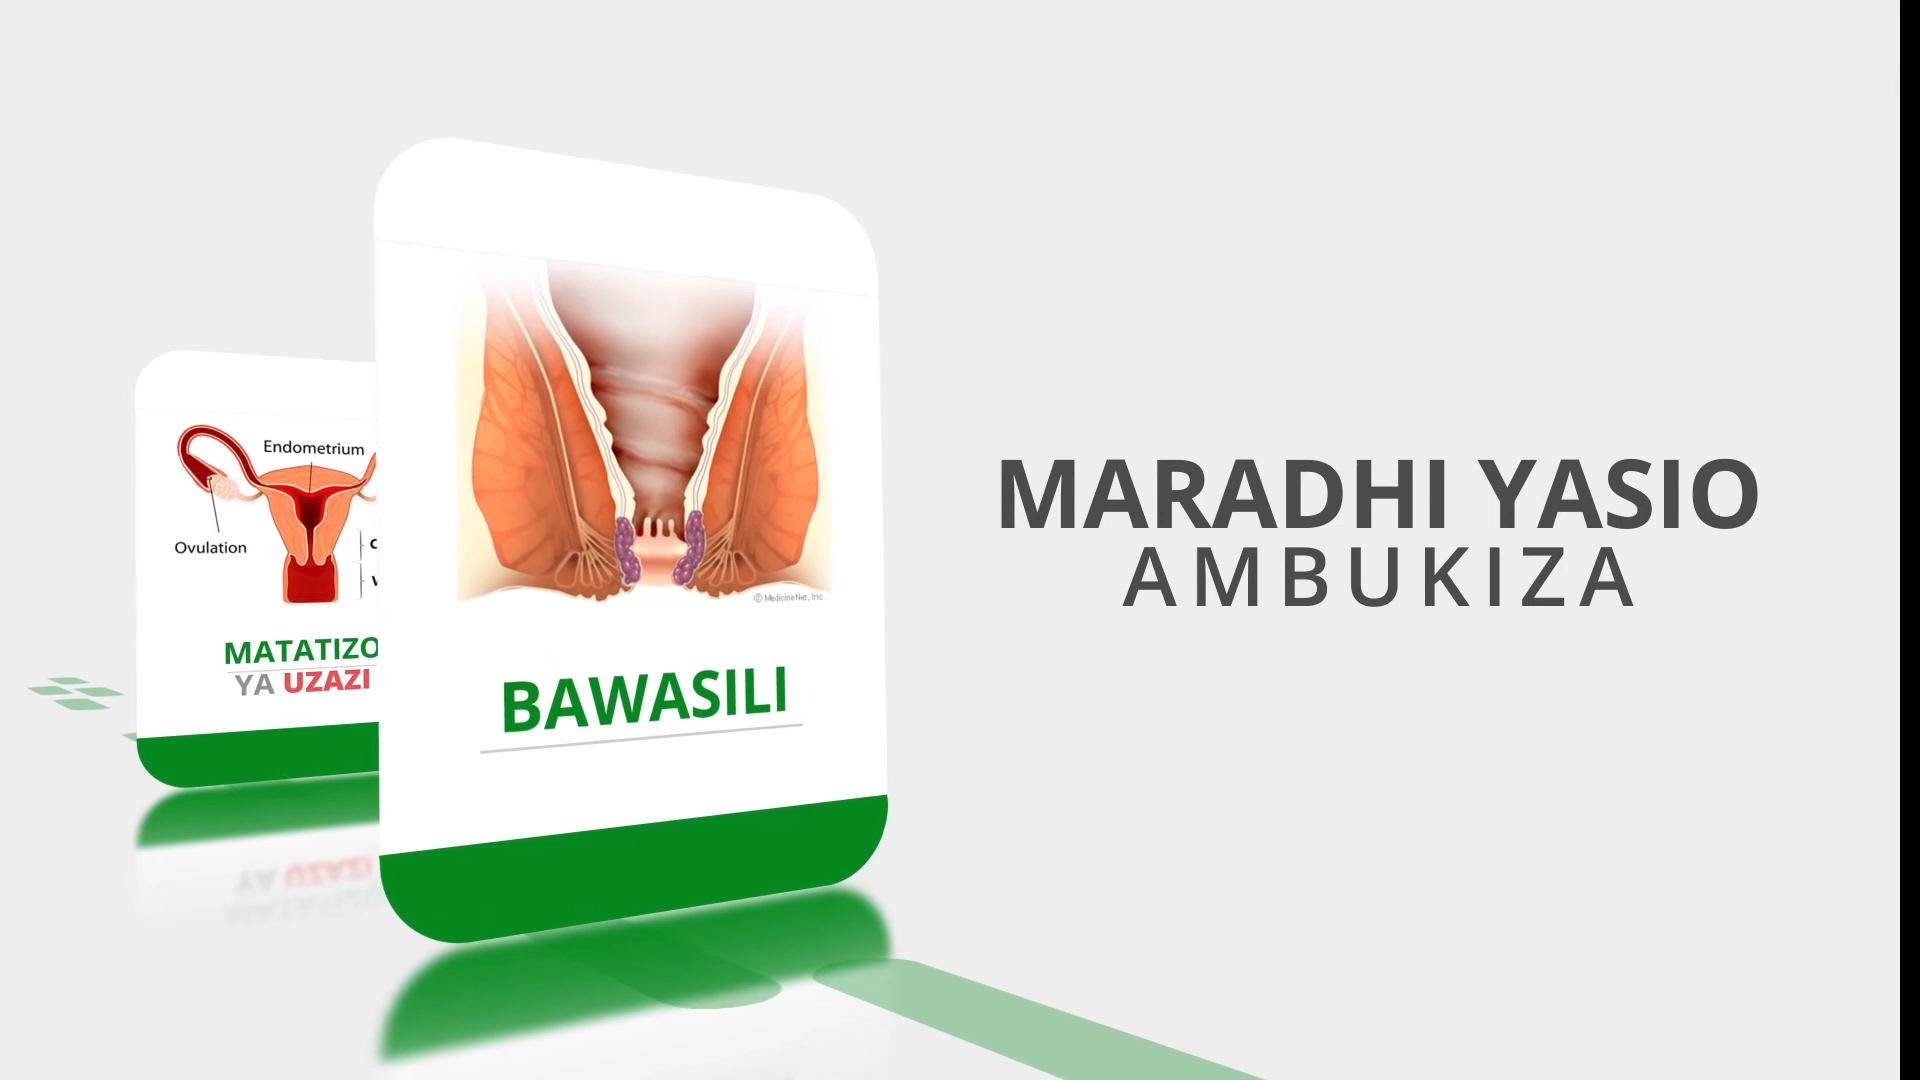 Endometrium
Ovulation
MATATIZO
YA UZAZI
© MedicineNet, Inc.
BAWASILI
MARADHI YASIO
AMBUKIZA